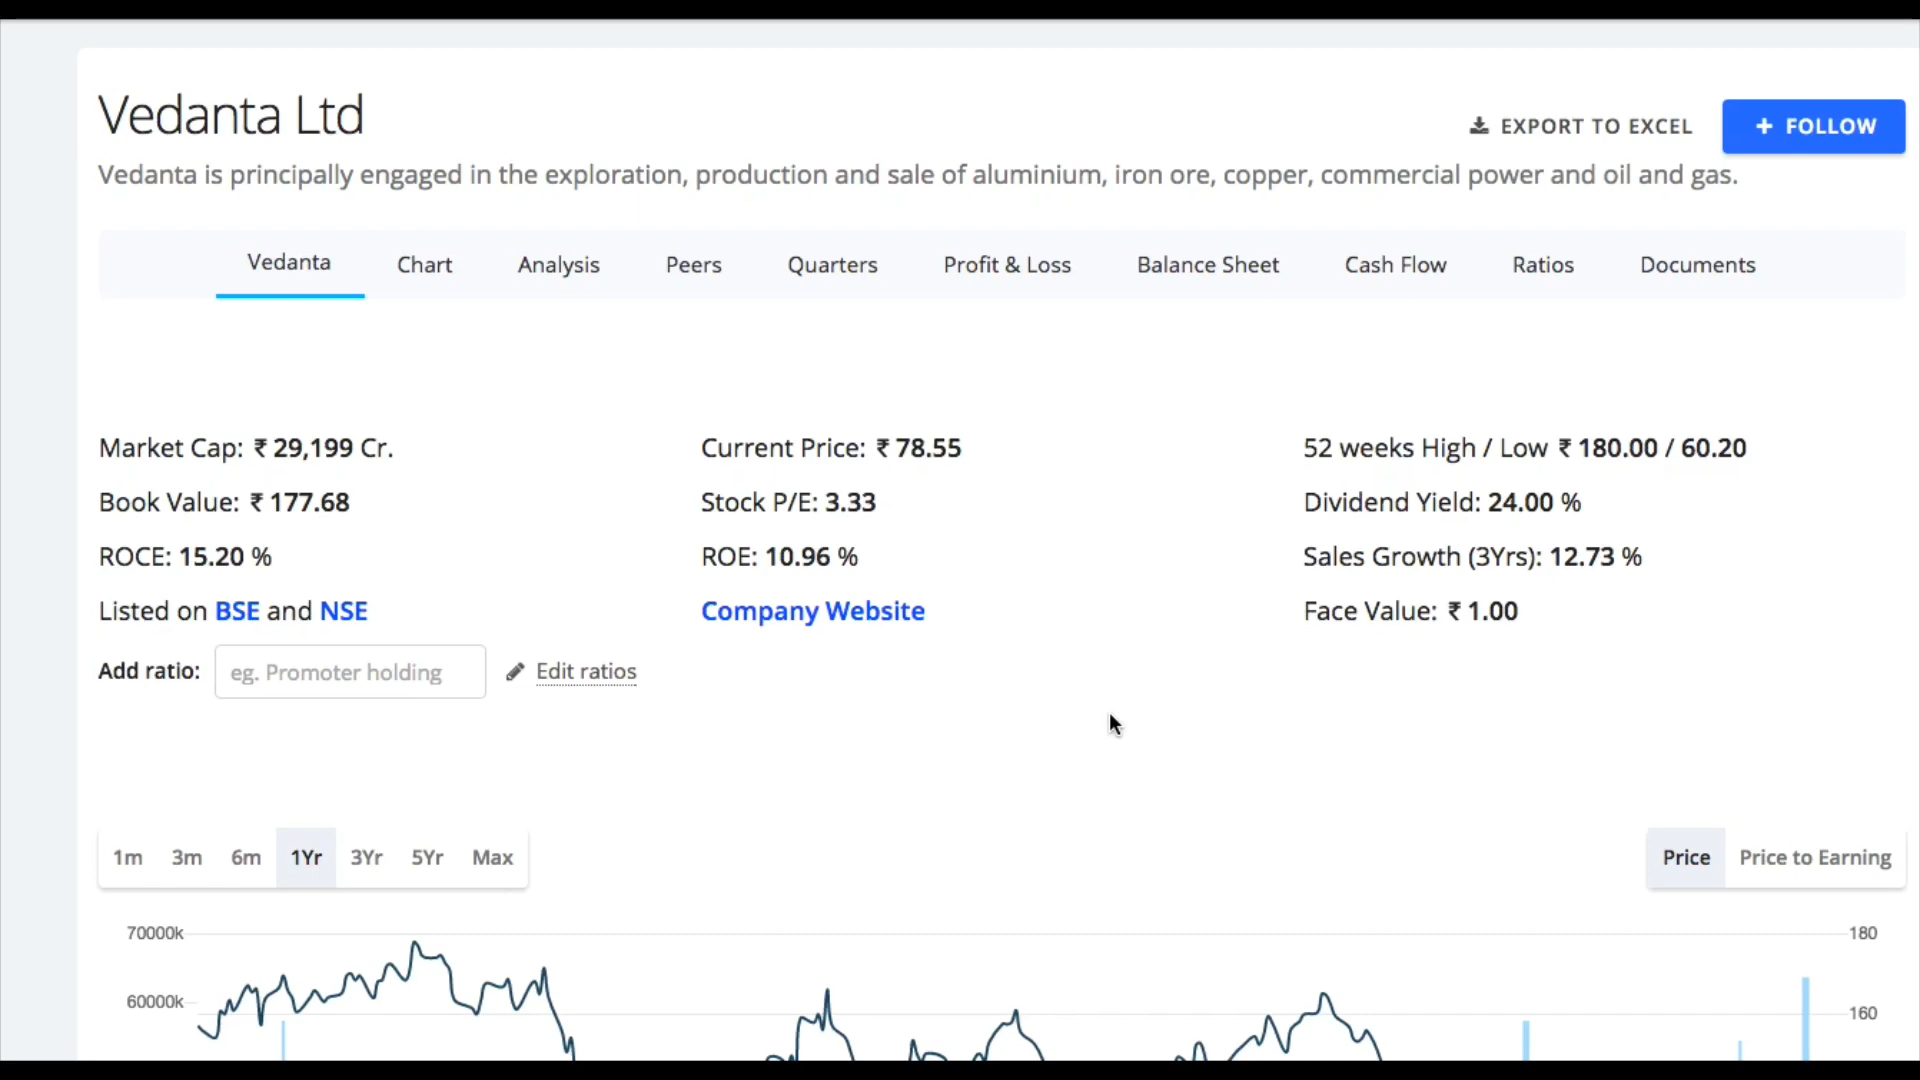 Vedanta Ltd
EXPORT TO EXCEL
+ FOLLOW
Vedanta is principally engaged in the exploration, production and sale of aluminium, iron ore, copper, commercial power and oil and gas.
Vedanta Chart Analysis Peers Quarters Profit & Loss Balance Sheet Cash Flow Ratios Documents
Market Cap: ₹ 29,199 Cr. Current Price: ₹ 78.55 52 weeks High / Low ₹ 180.00 / 60.20
Book Value: ₹ 177.68 Stock P/E: 3.33 Dividend Yield: 24.00 %
ROCE: 15.20 % ROE: 10.96 % Sales Growth (3Yrs): 12.73 %
Listed on BSE and NSE Company Website Face Value: ₹ 1.00
Add ratio: eg. Promoter holding Edit ratios
1m 3m 6m 1Yr 3Yr 5Yr Max Price Price to Earning
70000k 180
60000k 160